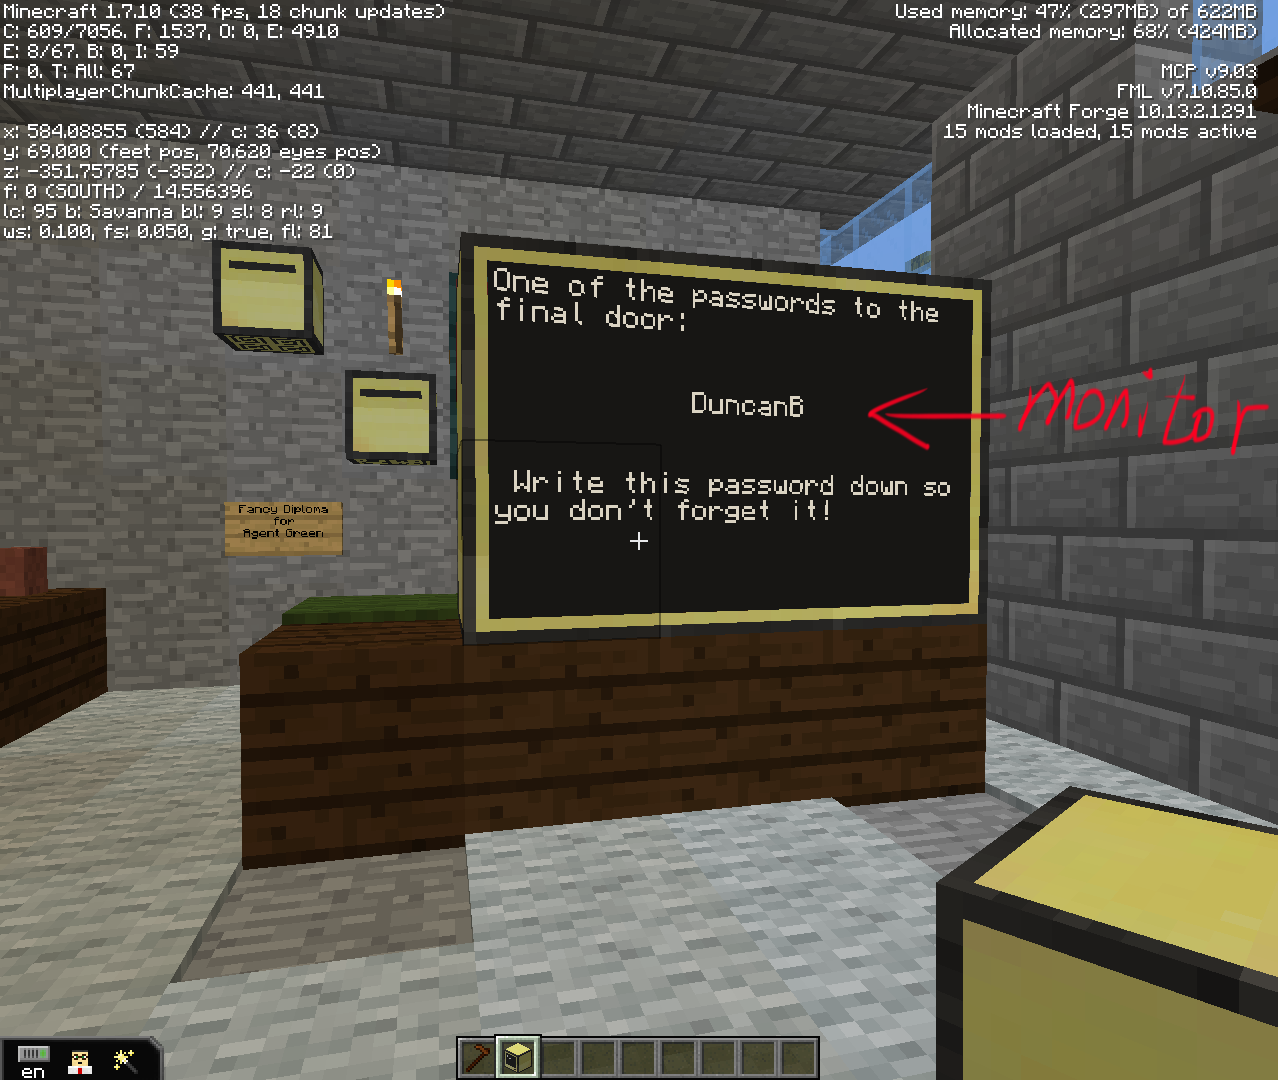 Minecraft 1.7.10 (38 fps, 18 chunk updates)
C: 609/7056. F: 1537, O: 0, E: 4910
E: 8/67. B: 0, I: 59
P: 0. T: All: 67
MultiplayerChunkCache: 441, 441
x: 584.08855 (584) // c: 36 (8)
y: 69.000 (feet pos, 70.620 eyes pos)
z: -351.75785 (-352) // c: -22 (0)
f: 0 (SOUTH) / 14.556396
lc: 95 b: Savanna bl: 9 sl: 8 rl: 9
ws: 0.100, fs: 0.050, g: true, fl: 81
Used memory: 47% (297MB) of 622MB
Allocated memory: 68% (424MB)
MCP v9.03
FML v7.10.85.0
Minecraft Forge 10.13.2.1291
15 mods loaded, 15 mods active
One of the passwords to the
final door:
DuncanB
Write this password down so
you don't forget it!
monitor
Fancy Diploma
for
Agent Green
en